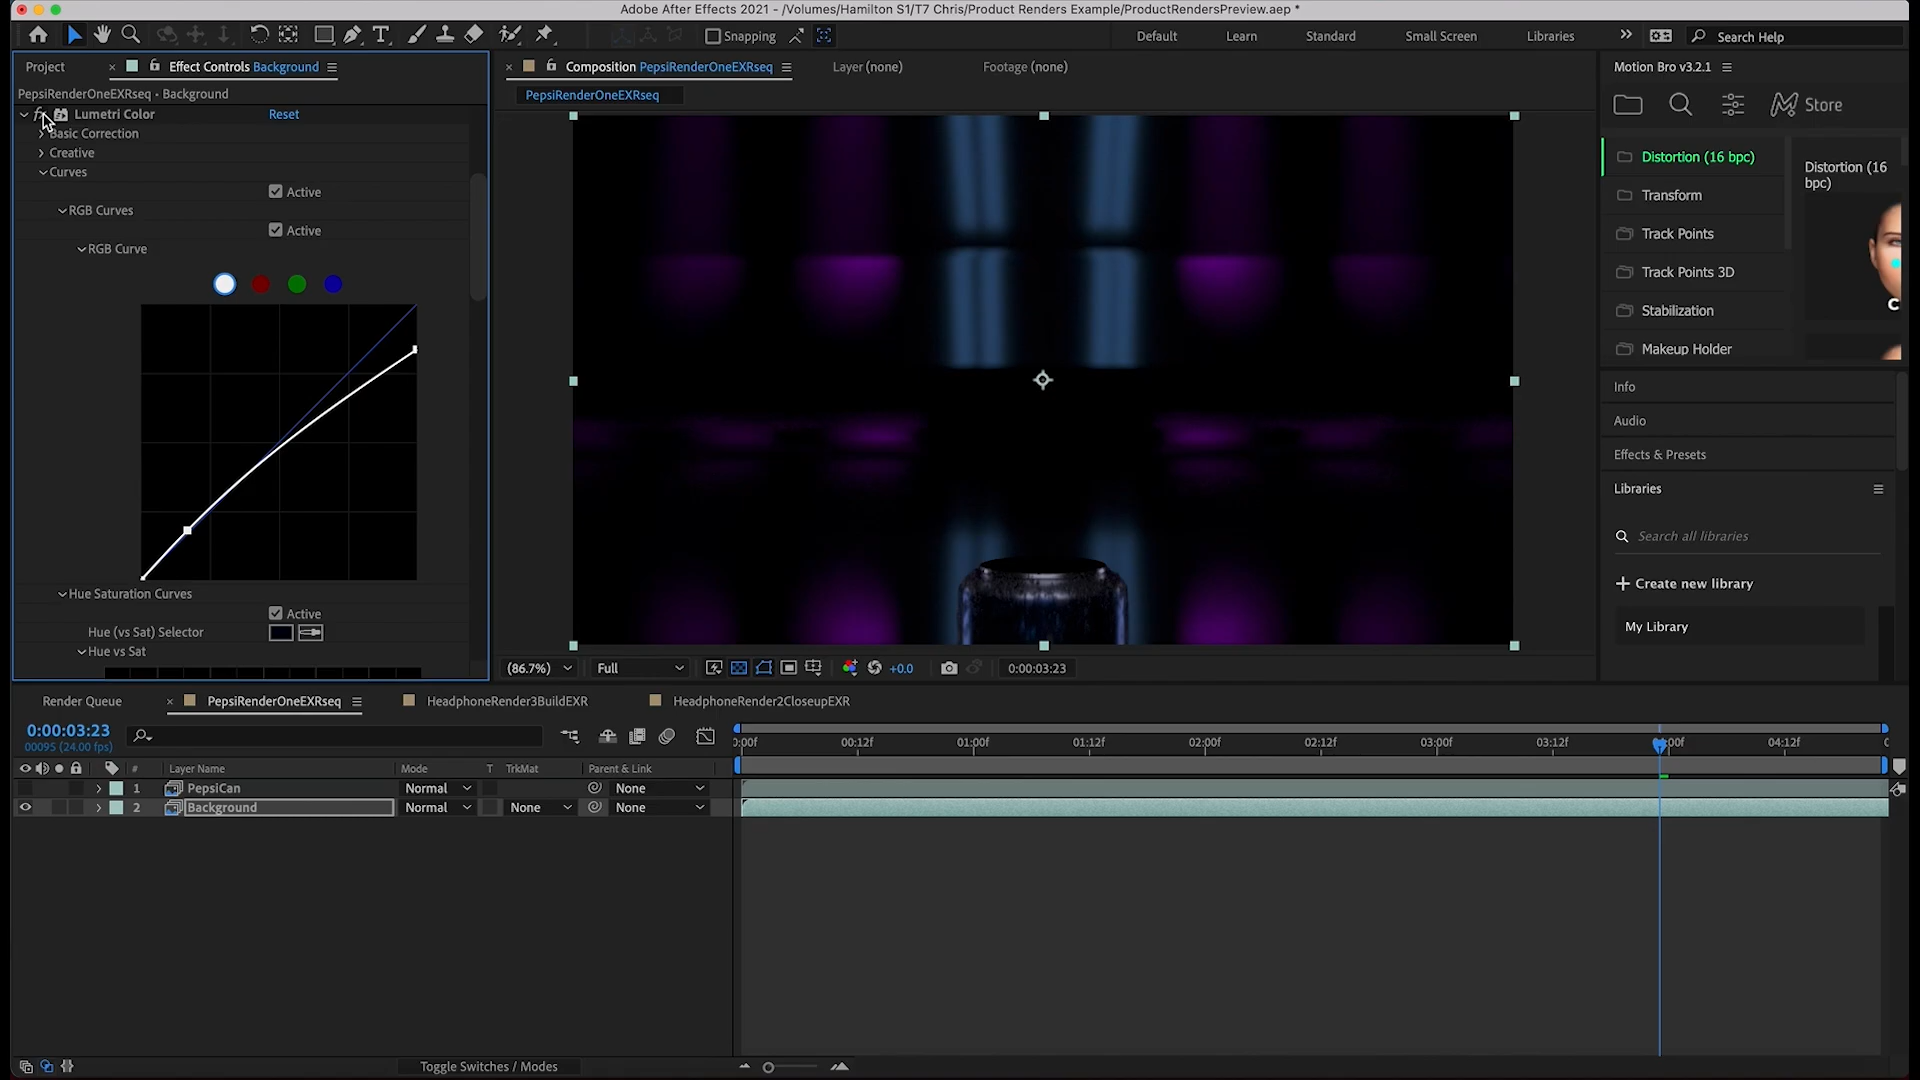 Adobe After Effects 2021 - /Volumes/Hamilton S1/T7 Chris/Product Renders Example/ProductRendersPreview.aep *
Snapping
Default
Learn
Standard
Small Screen
Libraries
Search Help
Project
Effect Controls Background
PepsiRenderOneEXRseq • Background
Lumetri Color
Reset
Basic Correction
Creative
Curves
Active
RGB Curves
Active
RGB Curve
Hue Saturation Curves
Active
Hue (vs Sat) Selector
Hue vs Sat
Composition PepsiRenderOneEXRseq
Layer (none)
Footage (none)
PepsiRenderOneEXRseq
(86.7%)
Full
+0.0
0:00:03:23
Motion Bro v3.2.1
Store
Distortion (16 bpc)
Transform
Track Points
Track Points 3D
Stabilization
Makeup Holder
Distortion (16
bpc)
C
Info
Audio
Effects & Presets
Libraries
Search all libraries
Create new library
My Library
Render Queue
PepsiRenderOneEXRseq
HeadphoneRender3BuildEXR
HeadphoneRender2CloseupEXR
0:00:03:23
00095 (24.00 fps)
# Layer Name
Mode
T TrkMat
Parent & Link
1 PepsiCan Normal None
2 Background Normal None None
):00f
00:12f
01:00f
01:12f
02:00f
02:12f
03:00f
03:12f
:00f
04:12f
Toggle Switches / Modes